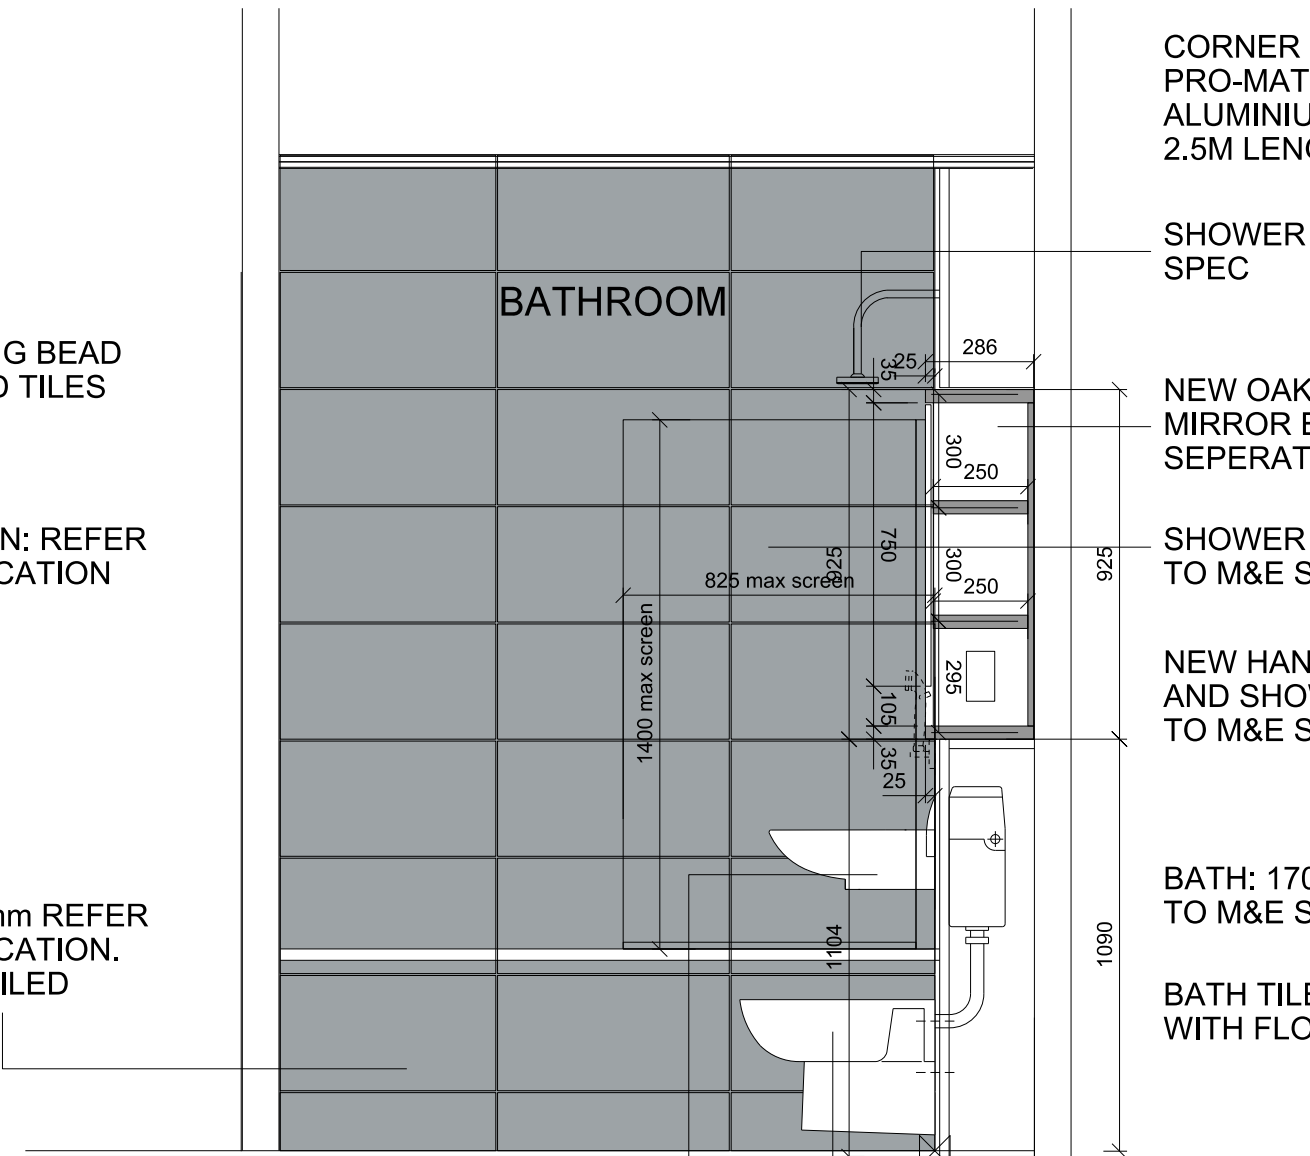 CORNER
PRO-MAT
ALUMINIU
2.5M LENG
SHOWER
SPEC
BATHROOM
G BEAD
TILES
25
286
35
NEW OAK
MIRROR
SEPERAT
300
250
N: REFER
CATION
SHOWER
TO M&E S
925
750
300
925
825 max screen
250
1400 max screen
NEW HAN
AND SHOW
TO M&E S
295
105
35
25
BATH: 170
TO M&E S
mm REFER
CATION.
ILED
1104
1090
BATH TILE
WITH FLO